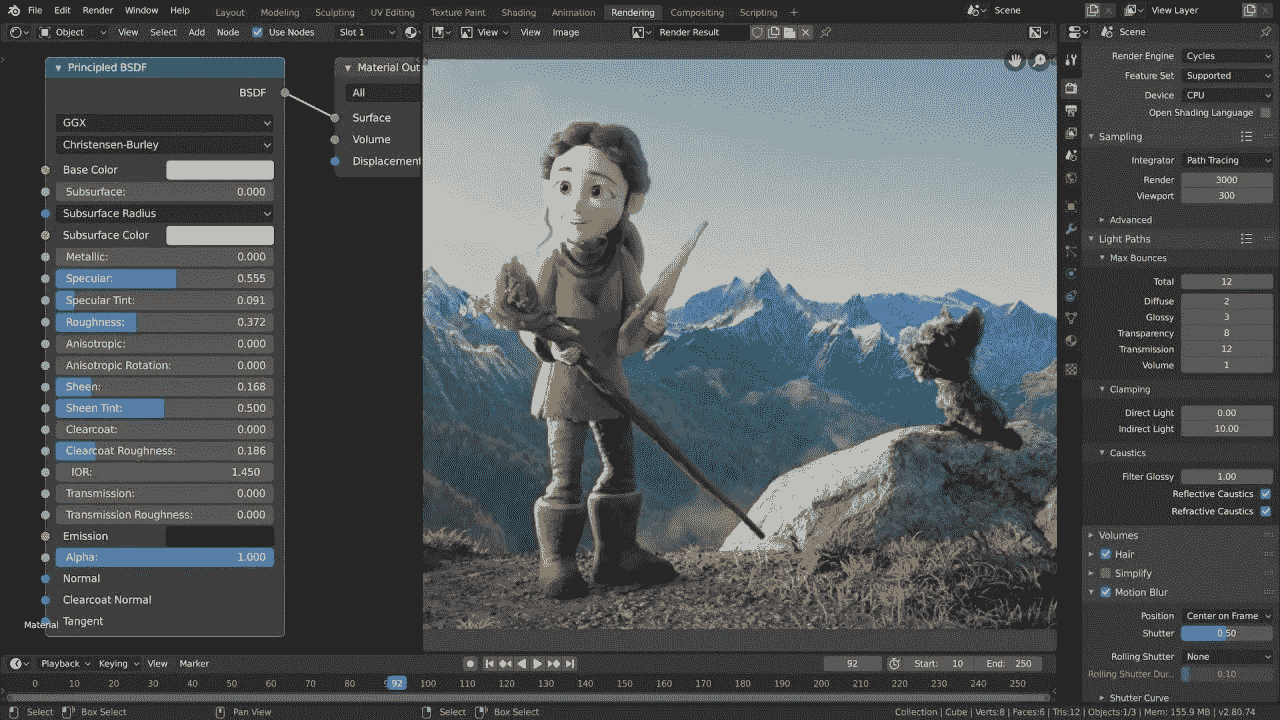 File Edit Render Window Help Layout Modeling Sculpting UV Editing Texture Paint Shading Animation Rendering Compositing Scripting + Scene View Layer
Object View Select Add Node Use Nodes Slot 1 View View Image Render Result Scene
Principled BSDF
BSDF
GGX
Christensen-Burley
Base Color
Subsurface: 0.000
Subsurface Radius
Subsurface Color
Metallic: 0.000
Specular: 0.555
Specular Tint: 0.091
Roughness: 0.372
Anisotropic: 0.000
Anisotropic Rotation: 0.000
Sheen: 0.168
Sheen Tint: 0.500
Clearcoat: 0.000
Clearcoat Roughness: 0.186
IOR: 1.450
Transmission: 0.000
Transmission Roughness: 0.000
Emission
Alpha: 1.000
Normal
Clearcoat Normal
Tangent
Material
Material Out
All
Surface
Volume
Displacement
Render Engine Cycles
Feature Set Supported
Device CPU
Open Shading Language
Sampling
Integrator Path Tracing
Render 3000
Viewport 300
Advanced
Light Paths
Max Bounces
Total 12
Diffuse 2
Glossy 3
Transparency 8
Transmission 12
Volume 1
Clamping
Direct Light 0.00
Indirect Light 10.00
Caustics
Filter Glossy 1.00
Reflective Caustics
Refractive Caustics
Volumes
Hair
Simplify
Motion Blur
Position Center on Frame
Shutter 0.50
Rolling Shutter None
Rolling Shutter Dur.. 0.10
Shutter Curve
Playback Keying View Marker 92 Start: 10 End: 250
0 10 20 30 40 50 60 70 80 92 100 110 120 130 140 150 160 170 180 190 200 210 220 230 240 250
Select Box Select Pan View Select Box Select Collection | Cube | Verts:8 | Faces:6 | Tris:12 | Objects:1/3 | Mem: 155.9 MB | v2.80.74